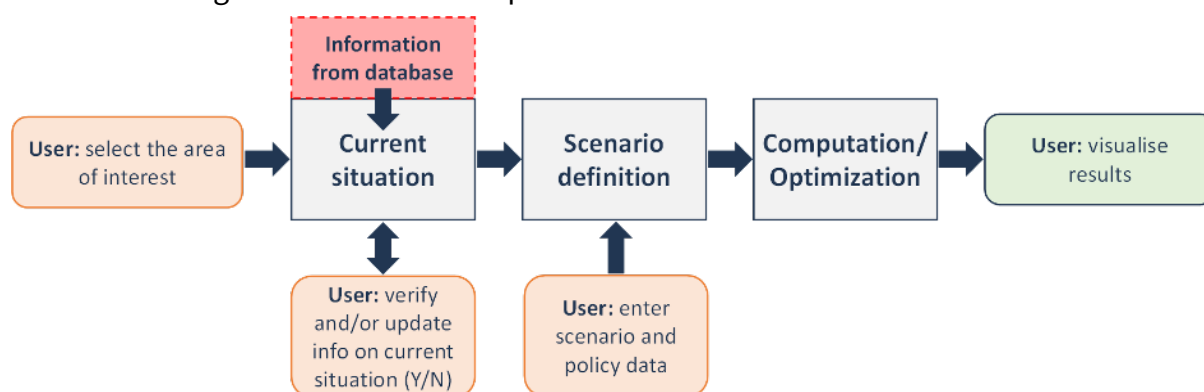 Information
from database
User: select the area
of interest
Current
situation
Scenario
definition
Computation/
Optimization
User: visualise
results
User: verify
and/or update
info on current
situation (Y/N)
User: enter
scenario and
policy data